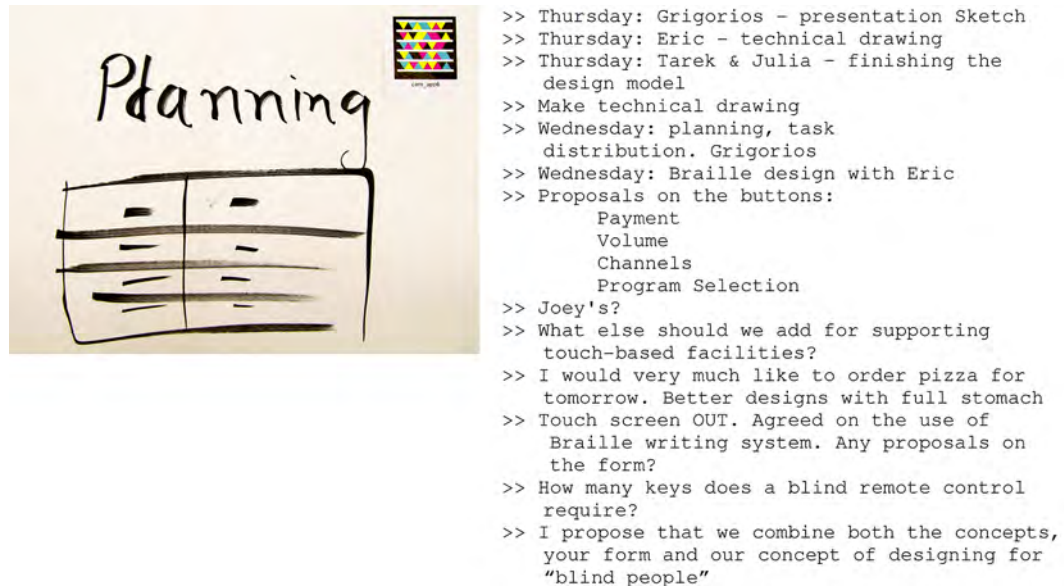 Planning
>> Thursday: Grigorios – presentation Sketch
>> Thursday: Eric – technical drawing
>> Thursday: Tarek & Julia – finishing the
design model
>> Make technical drawing
>> Wednesday: planning, task
distribution. Grigorios
>> Wednesday: Braille design with Eric
>> Proposals on the buttons:
Payment
Volume
Channels
Program Selection
>> Joey's?
>> What else should we add for supporting
touch-based facilities?
>> I would very much like to order pizza for
tomorrow. Better designs with full stomach
>> Touch screen OUT. Agreed on the use of
Braille writing system. Any proposals on
the form?
>> How many keys does a blind remote control
require?
>> I propose that we combine both the concepts,
your form and our concept of designing for
“blind people”